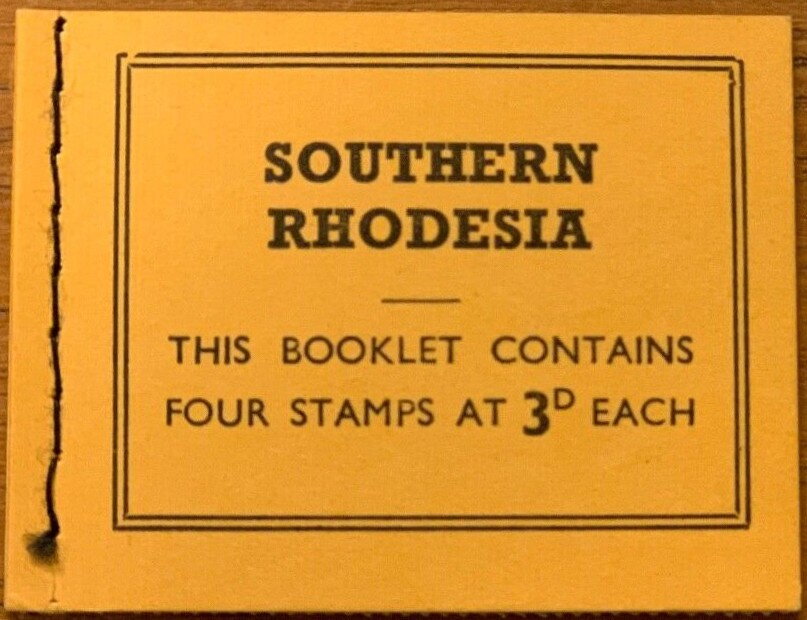 SOUTHERN
RHODESIA
THIS BOOKLET CONTAINS
FOUR STAMPS AT 3D EACH